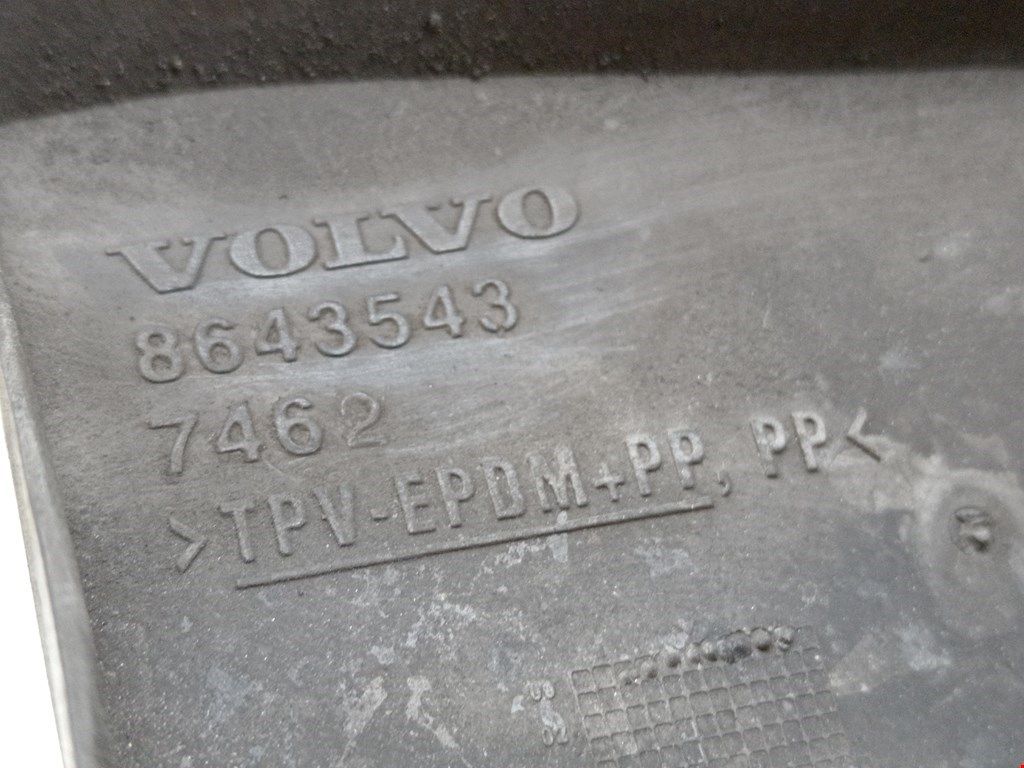 VOLVO
8643543
7462
>TPV-EPDM+PP, PP<